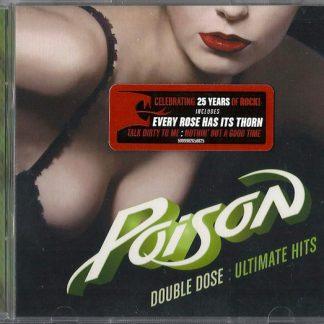 CELEBRATING 25 YEARS OF ROCK!
INCLUDES
EVERY ROSE HAS ITS THORN
TALK DIRTY TO ME : NOTHIN' BUT A GOOD TIME
POISON
DOUBLE DOSE : ULTIMATE HITS